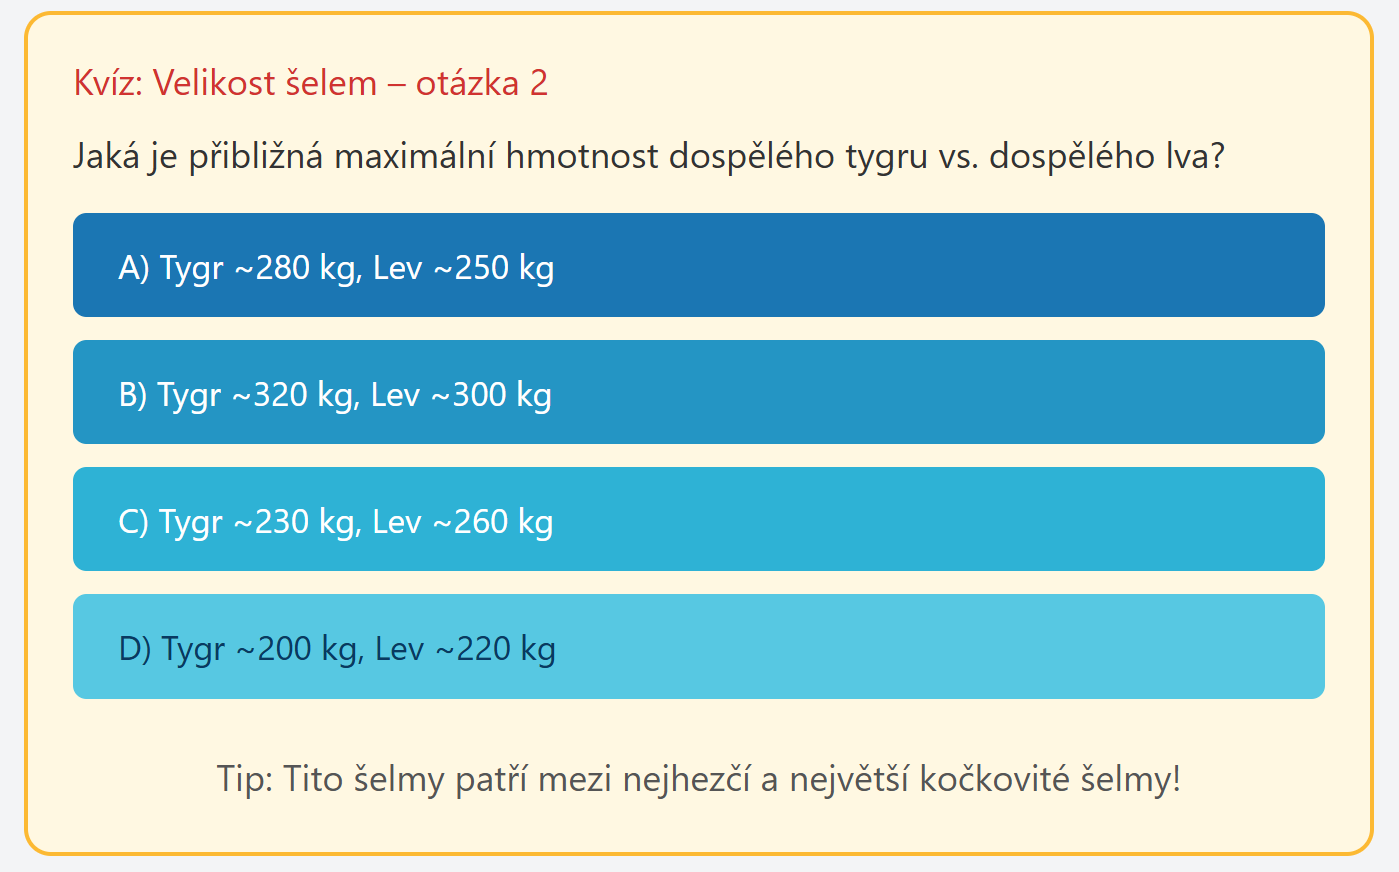 Kvíz: Velikost šelem – otázka 2
Jaká je přibližná maximální hmotnost dospělého tygru vs. dospělého lva?
A) Tygr ~280 kg, Lev ~250 kg
B) Tygr ~320 kg, Lev ~300 kg
C) Tygr ~230 kg, Lev ~260 kg
D) Tygr ~200 kg, Lev ~220 kg
Tip: Tito šelmy patří mezi nejhezčí a největší kočkovité šelmy!